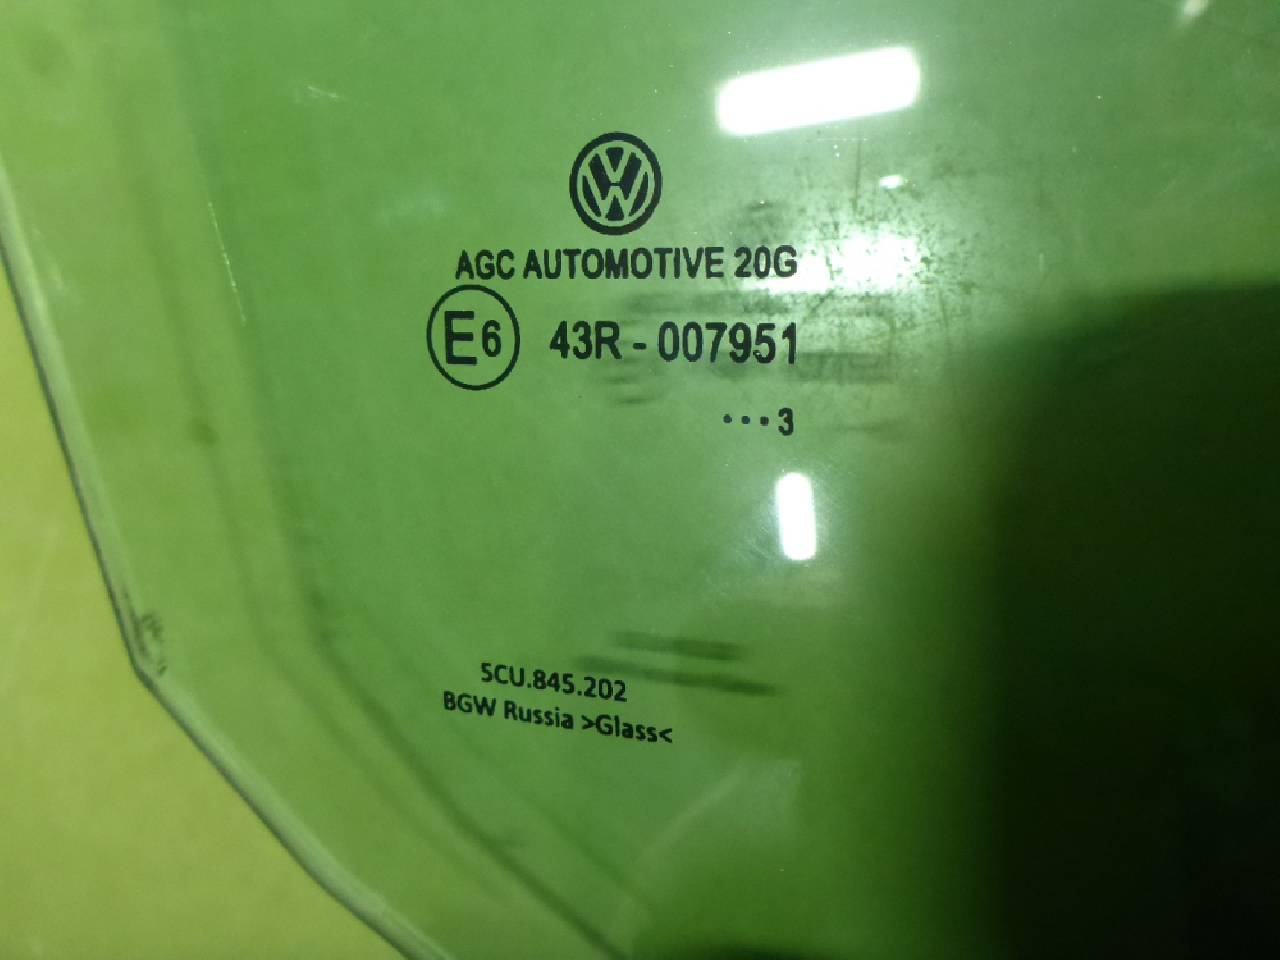 AGC AUTOMOTIVE 20G
E6 43R - 007951
...3
5CU.845.202
BGW Russia >Glass<